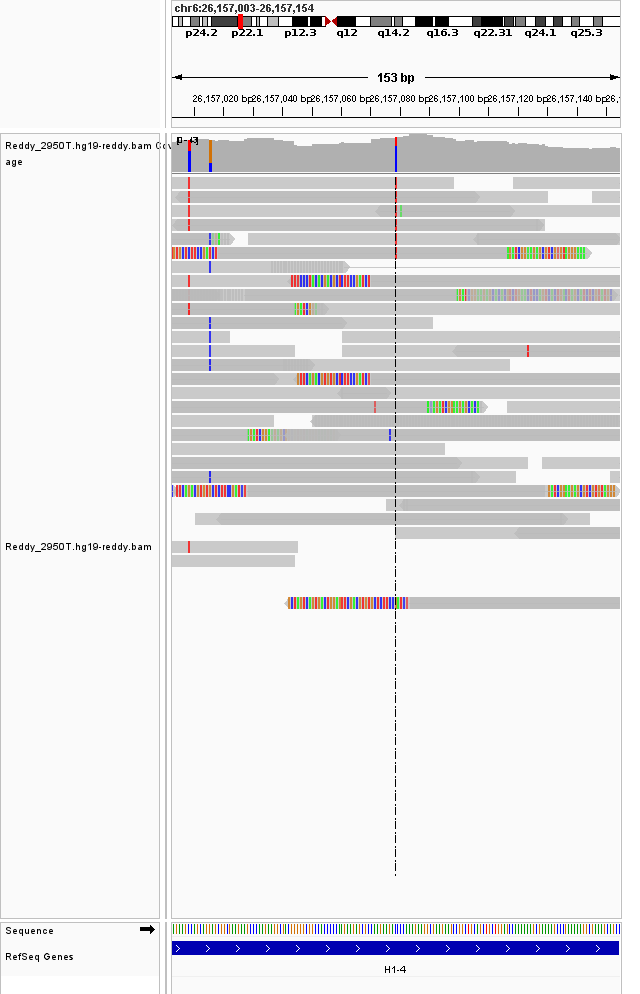 chr6:26,157,003-26,157,154
p24.2 p22.1 p12.3 q12 q14.2 q16.3 q22.31 q24.1 q25.3
153 bp
26,157,020 bp 26,157,040 bp 26,157,060 bp 26,157,080 bp 26,157,100 bp 26,157,120 bp 26,157,140 bp 26,1
Reddy_2950T.hg19-reddy.bam Cov
age
Reddy_2950T.hg19-reddy.bam
Sequence
RefSeq Genes
H1-4